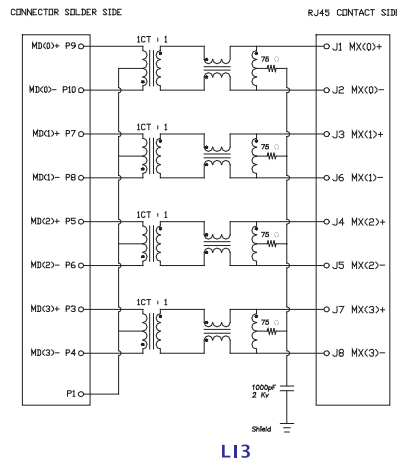 CONNECTOR SOLDER SIDE
RJ45 CONTACT SIDE
MD(0)+ P9
1CT : 1
J1 MX(0)+
75 Ω
MD(0)- P10
J2 MX(0)-
MD(1)+ P7
1CT : 1
J3 MX(1)+
75 Ω
MD(1)- P8
J6 MX(1)-
MD(2)+ P5
1CT : 1
J4 MX(2)+
75 Ω
MD(2)- P6
J5 MX(2)-
MD(3)+ P3
1CT : 1
J7 MX(3)+
75 Ω
MD(3)- P4
J8 MX(3)-
P1
1000pF
2 Kv
Shield
LI3